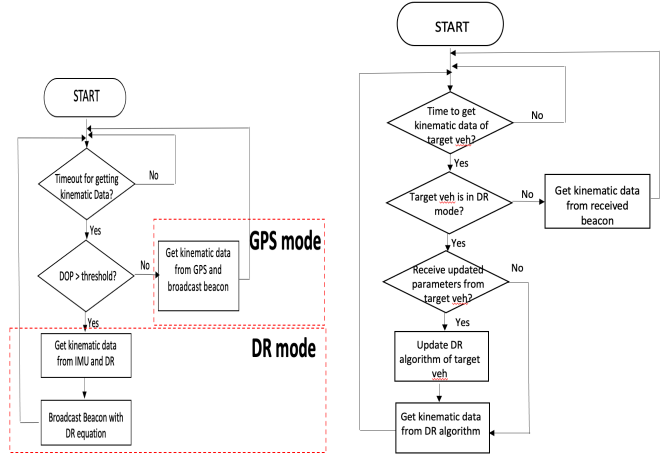 START
Timeout for getting
kinematic Data?
No
Yes
DOP > threshold?
No
Yes
Get kinematic data
from GPS and
broadcast beacon
GPS mode
DR mode
Get kinematic data
from IMU and DR
Broadcast Beacon with
DR equation
START
Time to get
kinematic data of
target veh?
No
Yes
Target veh is in DR
mode?
No
Get kinematic data
from received
beacon
Yes
Receive updated
parameters from
target veh?
No
Yes
Update DR
algorithm of target
veh
Get kinematic data
from DR algorithm